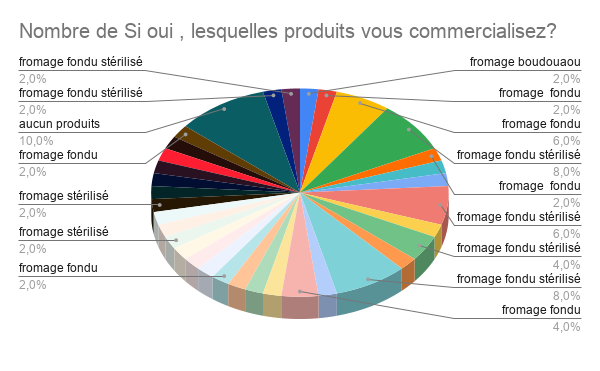 Nombre de Si oui , lesquelles produits vous commercialisez?
fromage fondu stérilisé
2,0%
fromage fondu stérilisé
2,0%
aucun produits
10,0%
fromage fondu
2,0%
fromage stérilisé
2,0%
fromage stérilisé
2,0%
fromage fondu
2,0%
fromage boudouaou
2,0%
fromage  fondu
2,0%
fromage fondu
6,0%
fromage fondu stérilisé
8,0%
fromage  fondu
2,0%
fromage fondu stérilisé
6,0%
fromage fondu stérilisé
4,0%
fromage fondu stérilisé
8,0%
fromage fondu
4,0%